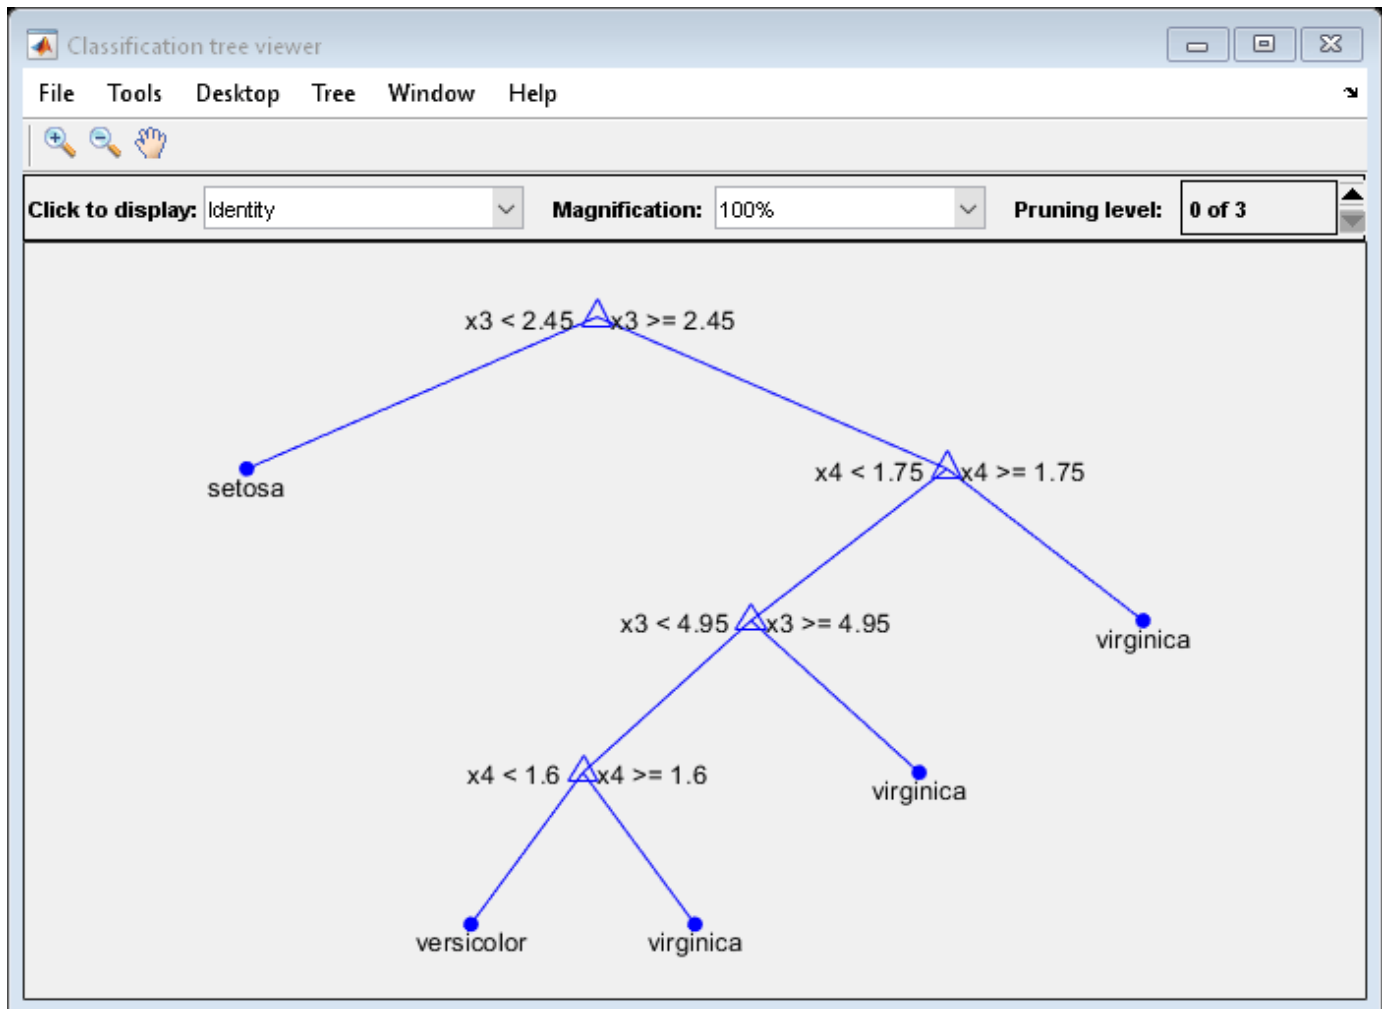 Classification tree viewer
File Tools Desktop Tree Window Help
Click to display: Identity Magnification: 100% Pruning level: 0 of 3
x3 < 2.45 x3 >= 2.45
setosa
x4 < 1.75 x4 >= 1.75
x3 < 4.95 x3 >= 4.95
virginica
x4 < 1.6 x4 >= 1.6
virginica
versicolor virginica